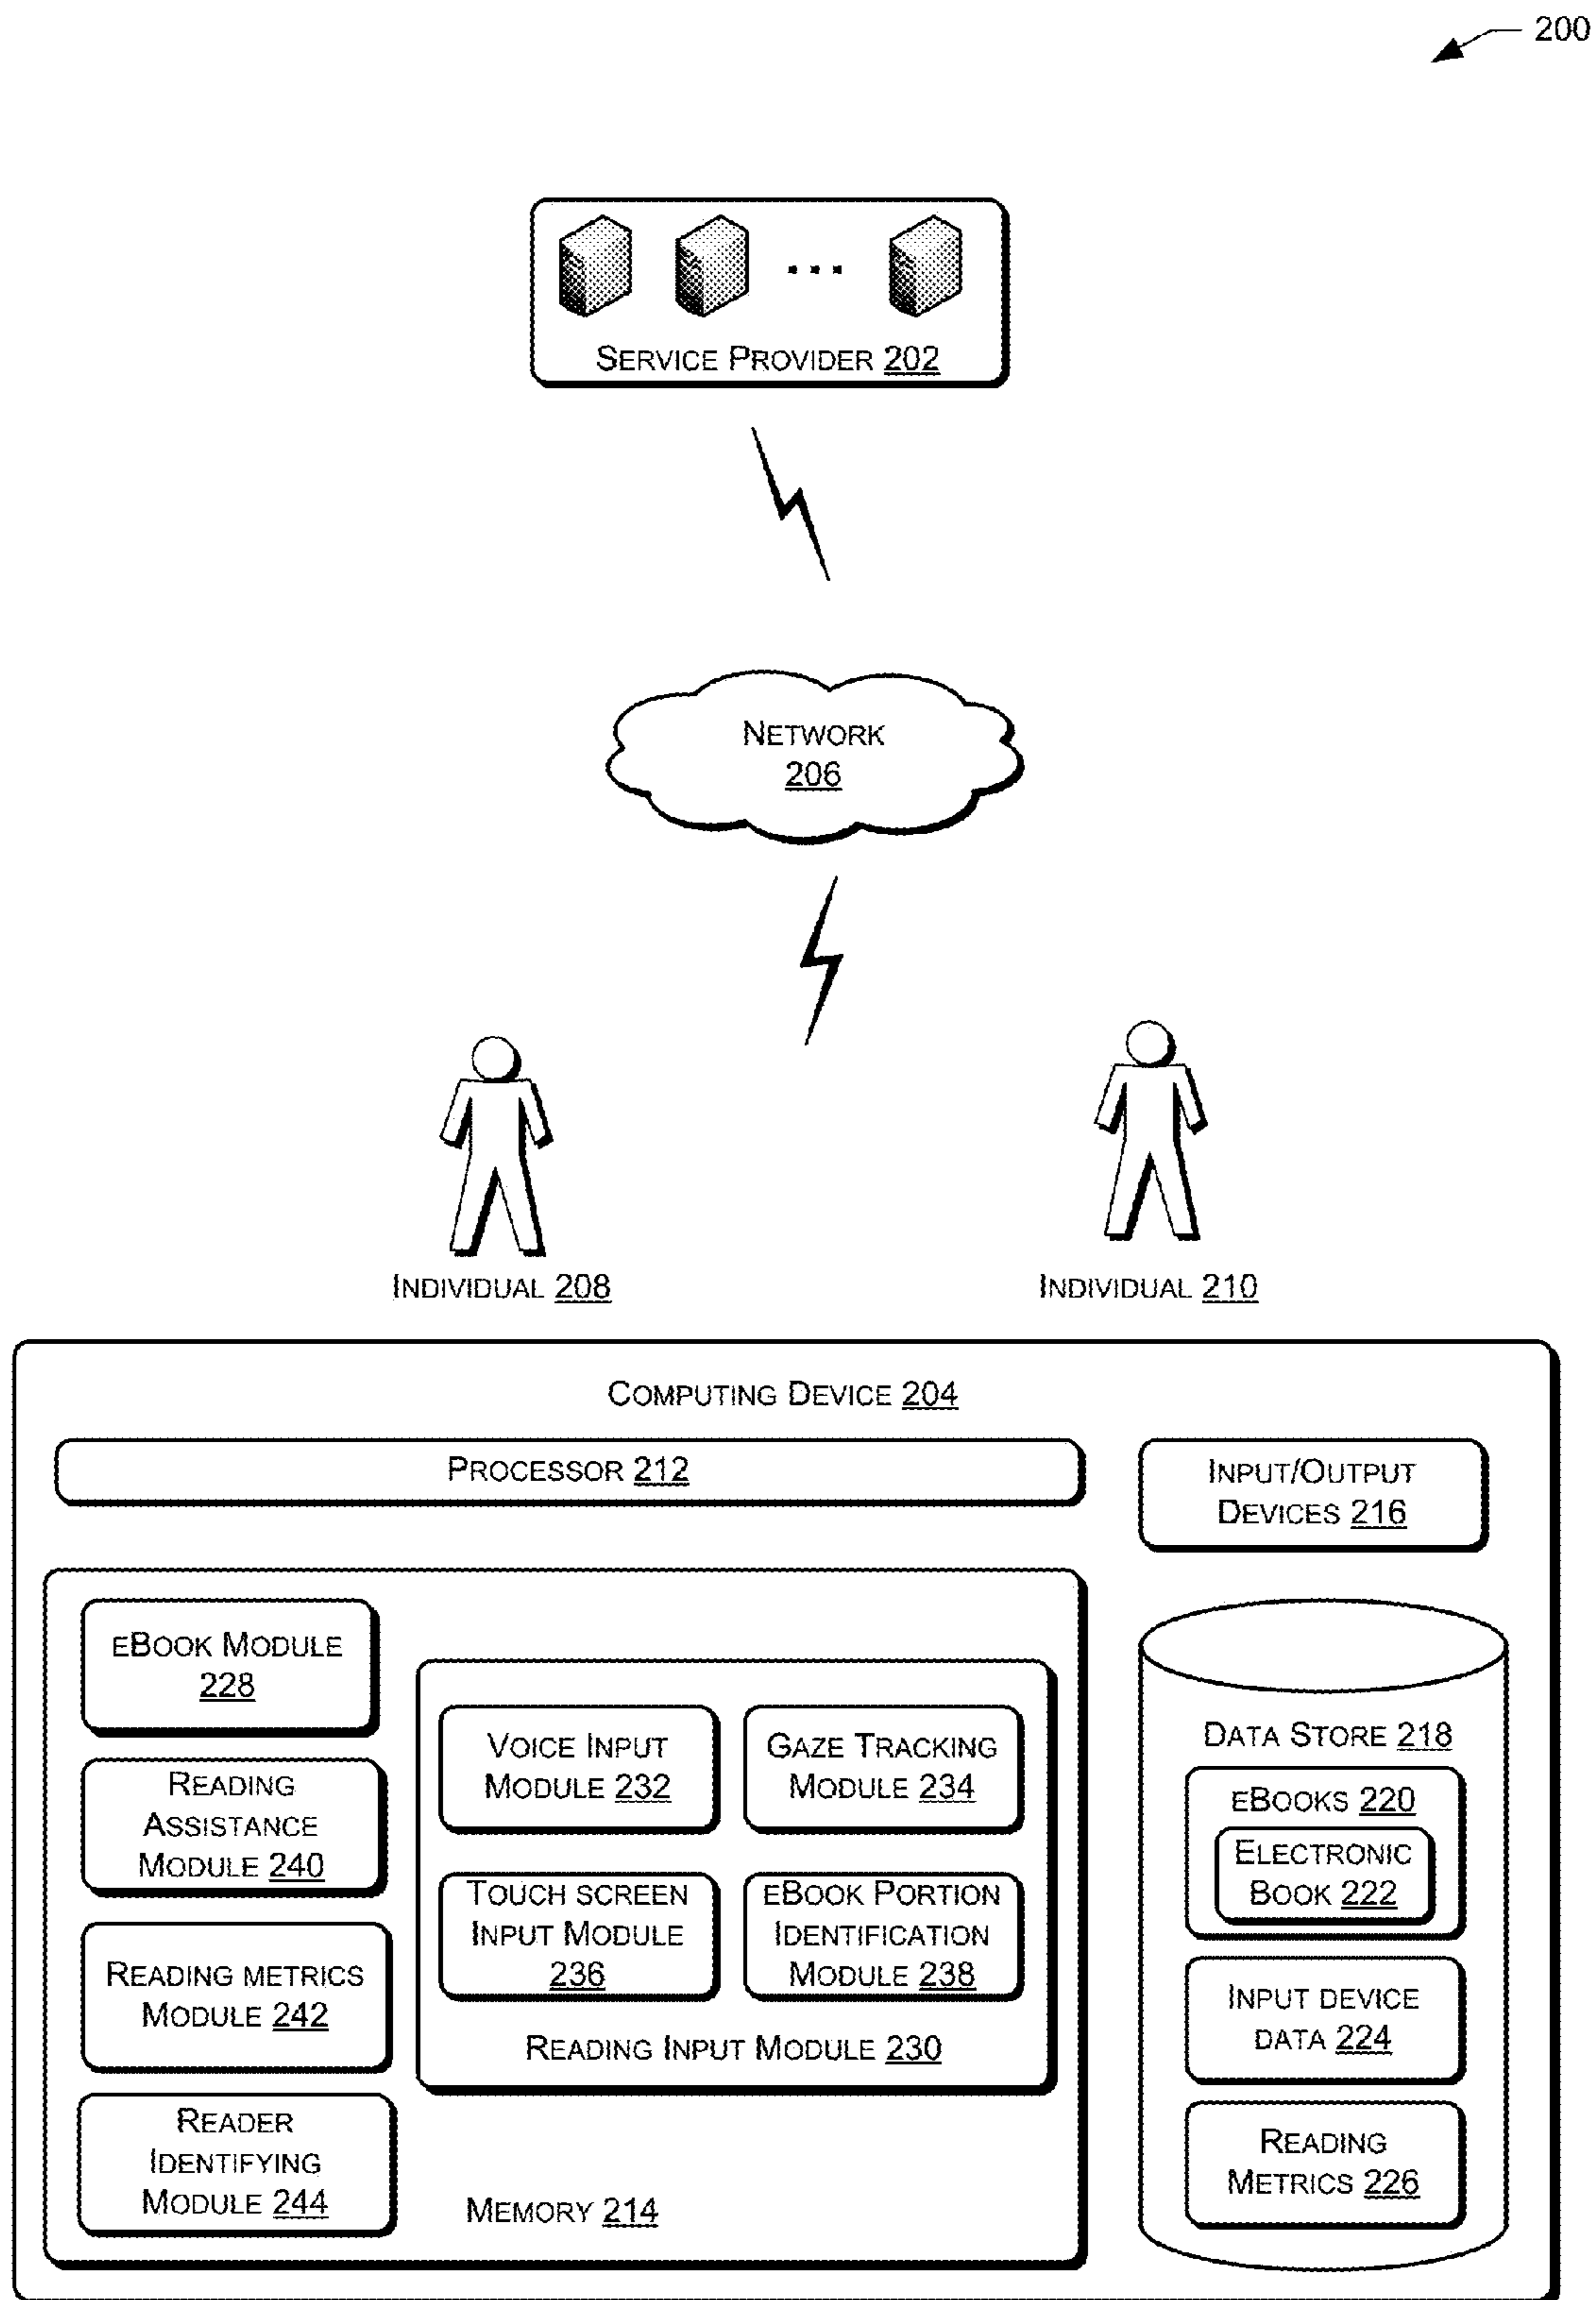 200
SERVICE PROVIDER 202
NETWORK
206
INDIVIDUAL 208
INDIVIDUAL 210
COMPUTING DEVICE 204
PROCESSOR 212
INPUT/OUTPUT
DEVICES 216
EBOOK MODULE
228
READING
ASSISTANCE
MODULE 240
READING METRICS
MODULE 242
READER
IDENTIFYING
MODULE 244
VOICE INPUT
MODULE 232
GAZE TRACKING
MODULE 234
TOUCH SCREEN
INPUT MODULE
236
EBOOK PORTION
IDENTIFICATION
MODULE 238
READING INPUT MODULE 230
MEMORY 214
DATA STORE 218
EBOOKS 220
ELECTRONIC
BOOK 222
INPUT DEVICE
DATA 224
READING
METRICS 226